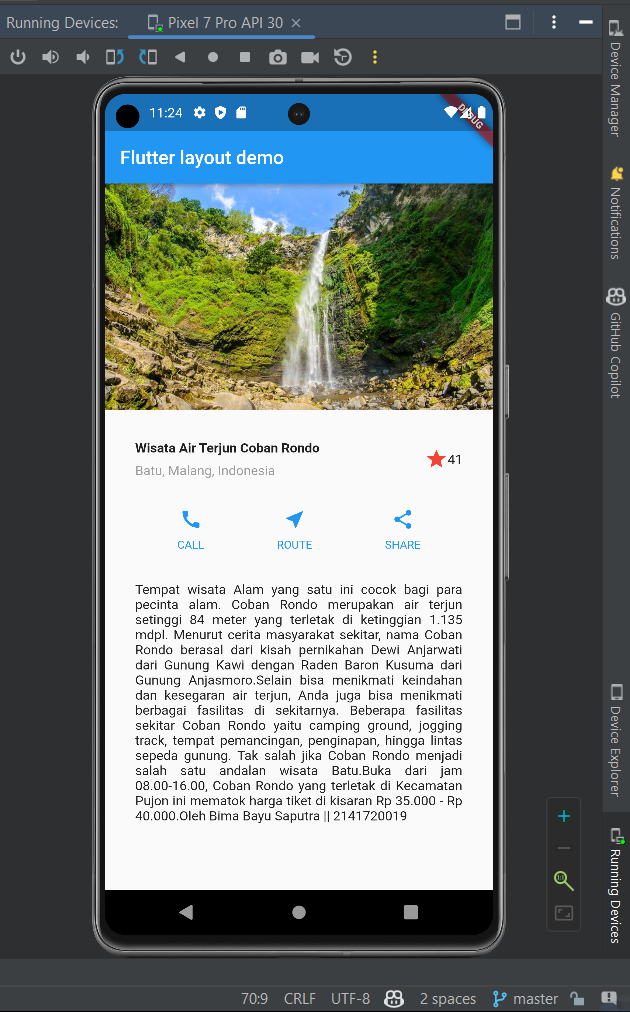 Running Devices: Pixel 7 Pro API 30
11:24
DEBUG
Flutter layout demo
Wisata Air Terjun Coban Rondo
Batu, Malang, Indonesia
41
CALL ROUTE SHARE
Tempat wisata Alam yang satu ini cocok bagi para
pecinta alam. Coban Rondo merupakan air terjun
setinggi 84 meter yang terletak di ketinggian 1.135
mdpl. Menurut cerita masyarakat sekitar, nama Coban
Rondo berasal dari kisah pernikahan Dewi Anjarwati
dari Gunung Kawi dengan Raden Baron Kusuma dari
Gunung Anjasmoro.Selain bisa menikmati keindahan
dan kesegaran air terjun, Anda juga bisa menikmati
berbagai fasilitas di sekitarnya. Beberapa fasilitas
sekitar Coban Rondo yaitu camping ground, jogging
track, tempat pemancingan, penginapan, hingga lintas
sepeda gunung. Tak salah jika Coban Rondo menjadi
salah satu andalan wisata Batu.Buka dari jam
08.00-16.00, Coban Rondo yang terletak di Kecamatan
Pujon ini mematok harga tiket di kisaran Rp 35.000 - Rp
40.000.Oleh Bima Bayu Saputra || 2141720019
Device Manager
Notifications
GitHub Copilot
Device Explorer
Running Devices
70:9 CRLF UTF-8 2 spaces master